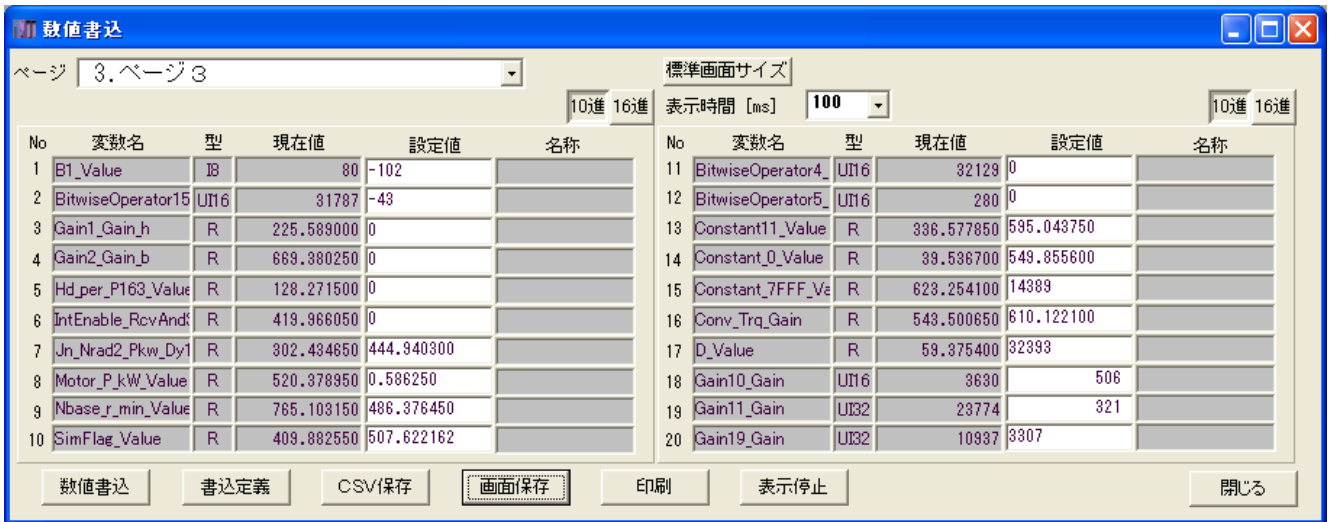 数値書込
ページ 3.ページ3 標準画面サイズ
10進 16進 表示時間 [ms] 100 10進 16進
No 変数名 型 現在値 設定値 名称 No 変数名 型 現在値 設定値 名称
1 B1_Value I8 80 -102 11 BitwiseOperator4_ UI16 32129 0
2 BitwiseOperator15 UI16 31787 -43 12 BitwiseOperator5_ UI16 280 0
3 Gain1_Gain_h R 225.589000 0 13 Constant11_Value R 336.577850 595.043750
4 Gain2_Gain_b R 669.380250 0 14 Constant_0_Value R 39.536700 549.855600
5 Hd_per_P163_Value R 128.271500 0 15 Constant_7FFF_Va R 623.254100 14389
6 IntEnable_RcvAndS R 419.966050 0 16 Conv_Trq_Gain R 543.500650 610.122100
7 Jn_Nrad2_Pkw_Dy1 R 302.434650 444.940300 17 D_Value R 59.375400 32393
8 Motor_P_kW_Value R 520.378950 0.586250 18 Gain10_Gain UI16 3630 506
9 Nbase_r_min_Value R 765.103150 486.376450 19 Gain11_Gain UI32 23774 321
10 SimFlag_Value R 409.882550 507.622162 20 Gain19_Gain UI32 10937 3307
数値書込 書込定義 CSV保存 画面保存 印刷 表示停止 閉じる